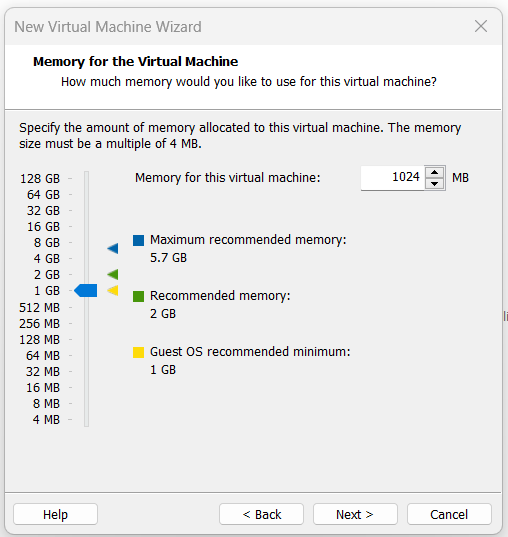 New Virtual Machine Wizard
Memory for the Virtual Machine
How much memory would you like to use for this virtual machine?
Specify the amount of memory allocated to this virtual machine. The memory
size must be a multiple of 4 MB.
Memory for this virtual machine:
1024
MB
128 GB
64 GB
32 GB
16 GB
8 GB
4 GB
2 GB
1 GB
512 MB
256 MB
128 MB
64 MB
32 MB
16 MB
8 MB
4 MB
Maximum recommended memory:
5.7 GB
Recommended memory:
2 GB
Guest OS recommended minimum:
1 GB
Help
< Back
Next >
Cancel